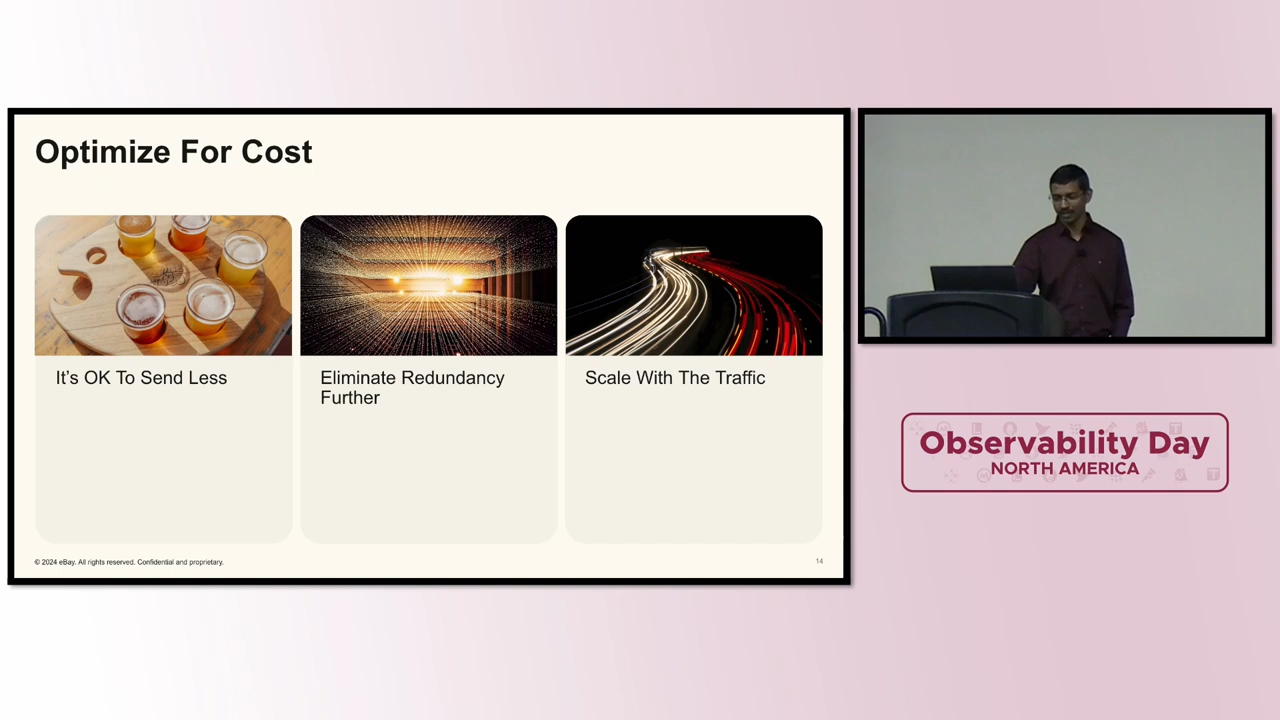 Optimize For Cost
It's OK To Send Less
Eliminate Redundancy
Further
Scale With The Traffic
© 2024 eBay. All rights reserved. Confidential and proprietary.
14
Observability Day
NORTH AMERICA